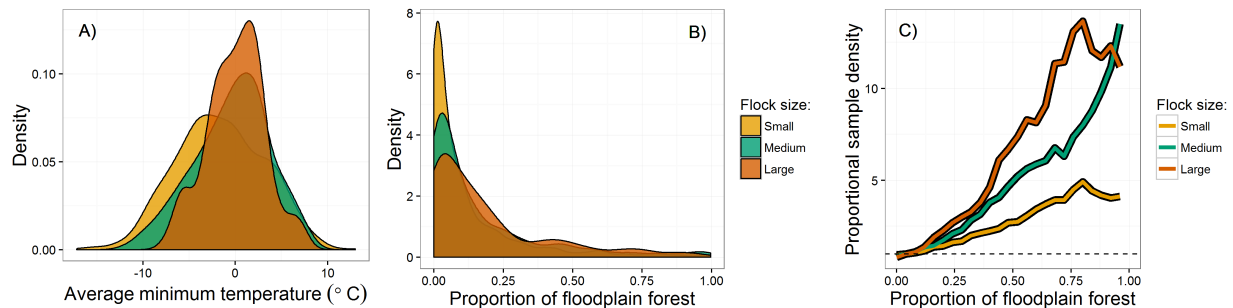 A)
Density
0.10
0.05
0.00
-10
0
10
Average minimum temperature (° C)
B)
Density
8
6
4
2
0
0.00
0.25
0.50
0.75
1.00
Proportion of floodplain forest
Flock size:
Small
Medium
Large
C)
Proportional sample density
10
5
0.00
0.25
0.50
0.75
1.00
Proportion of floodplain forest
Flock size:
Small
Medium
Large